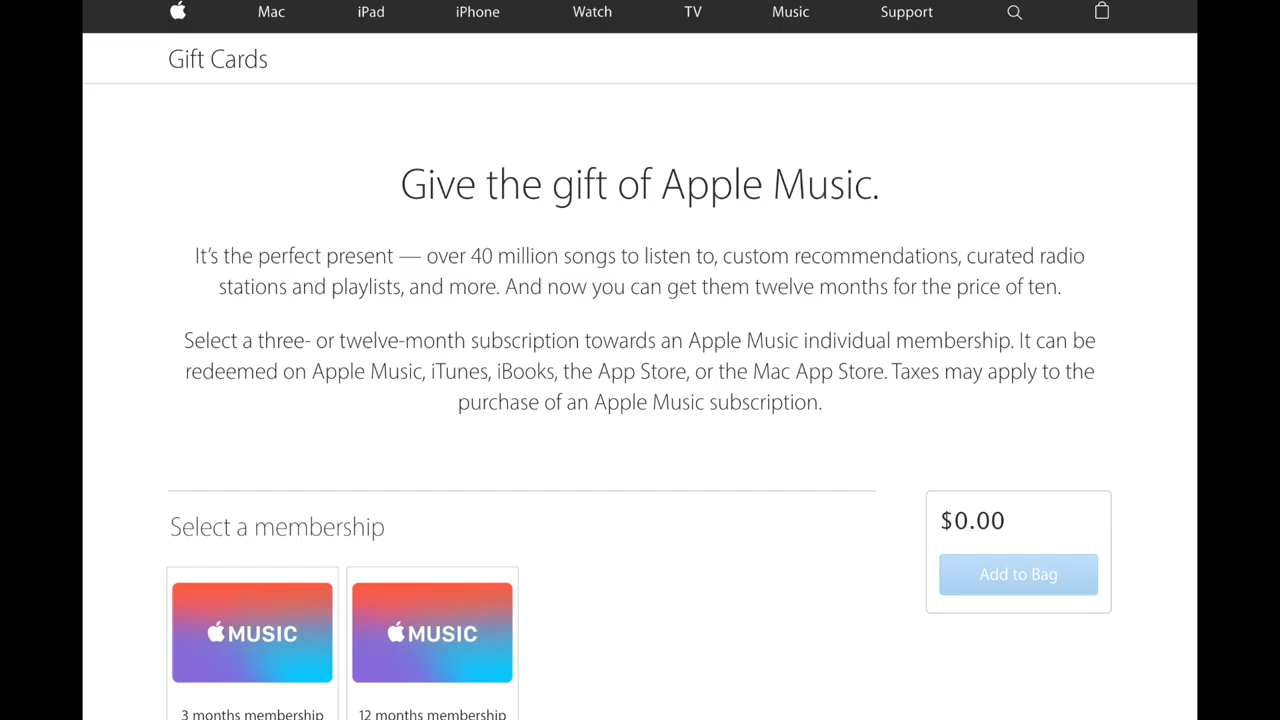 Mac iPad iPhone Watch TV Music Support
Gift Cards
Give the gift of Apple Music.
It’s the perfect present — over 40 million songs to listen to, custom recommendations, curated radio
stations and playlists, and more. And now you can get them twelve months for the price of ten.
Select a three- or twelve-month subscription towards an Apple Music individual membership. It can be
redeemed on Apple Music, iTunes, iBooks, the App Store, or the Mac App Store. Taxes may apply to the
purchase of an Apple Music subscription.
Select a membership
$0.00
Add to Bag
MUSIC
MUSIC
3 months membership
12 months membership